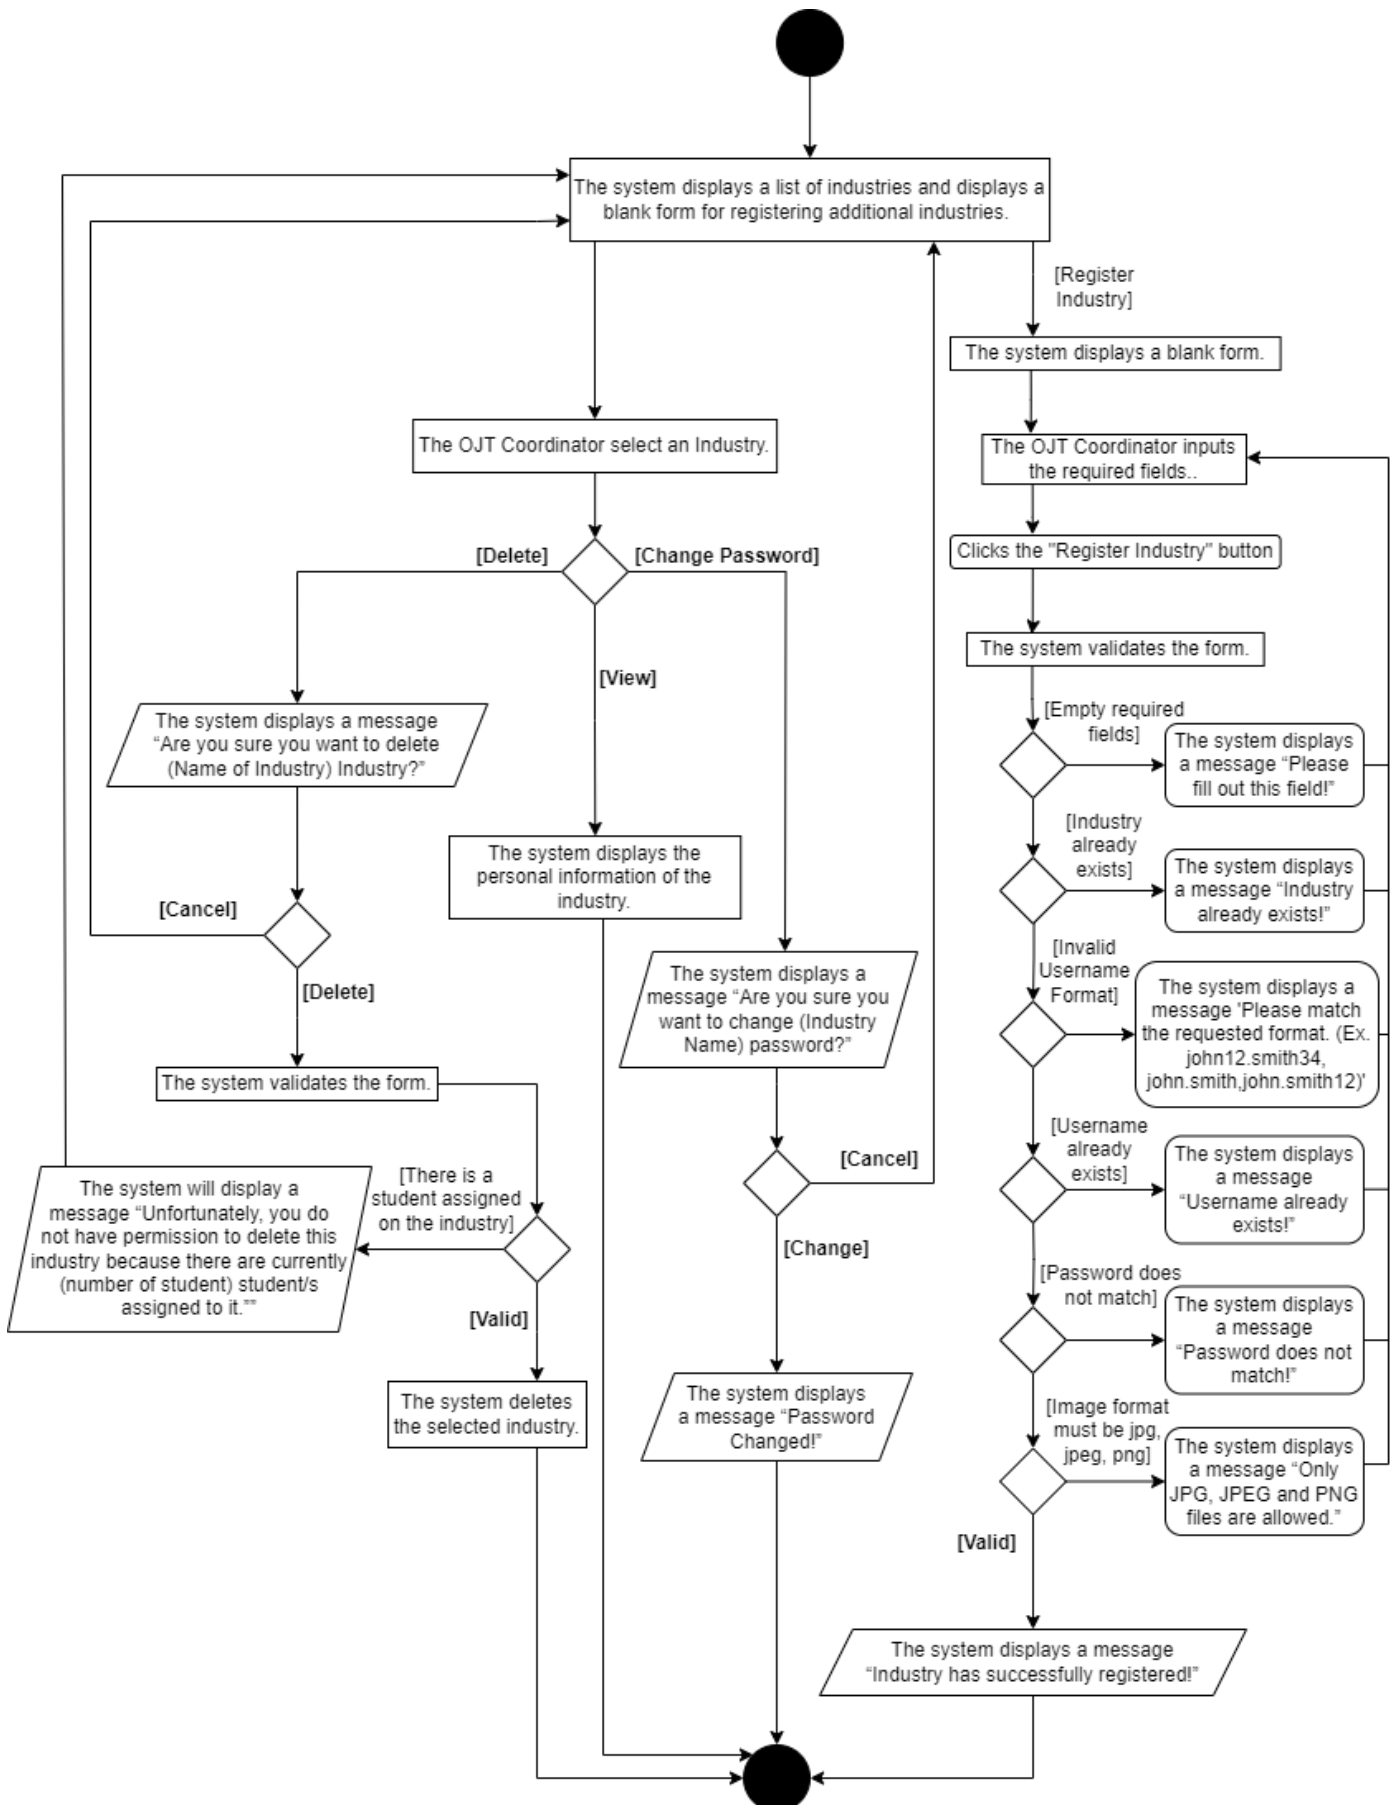 The system displays a list of industries and displays a
blank form for registering additional industries.
[Register
Industry]
The system displays a blank form.
The OJT Coordinator select an Industry.
The OJT Coordinator inputs
the required fields..
[Delete]
[Change Password]
Clicks the "Register Industry" button
[View]
The system validates the form.
The system displays a message
“Are you sure you want to delete
(Name of Industry) Industry?”
[Empty required
fields]
The system displays
a message “Please
fill out this field!”
The system displays the
personal information of the
industry.
[Industry
already
exists]
The system displays
a message “Industry
already exists!”
[Cancel]
[Delete]
The system displays a
message “Are you sure you
want to change (Industry
Name) password?”
[Invalid
Username
Format]
The system displays a
message 'Please match
the requested format. (Ex.
john12.smith34,
john.smith,john.smith12)'
The system validates the form.
[There is a
student assigned
on the industry]
The system will display a
message “Unfortunately, you do
not have permission to delete this
industry because there are currently
(number of student) student/s
assigned to it.””
[Cancel]
[Username
already
exists]
The system displays
a message
“Username already
exists!”
[Change]
[Valid]
[Password does
not match]
The system displays
a message
“Password does not
match!”
The system deletes
the selected industry.
The system displays
a message “Password
Changed!”
[Image format
must be jpg,
jpeg, png]
The system displays
a message “Only
JPG, JPEG and PNG
files are allowed.”
[Valid]
The system displays a message
“Industry has successfully registered!”